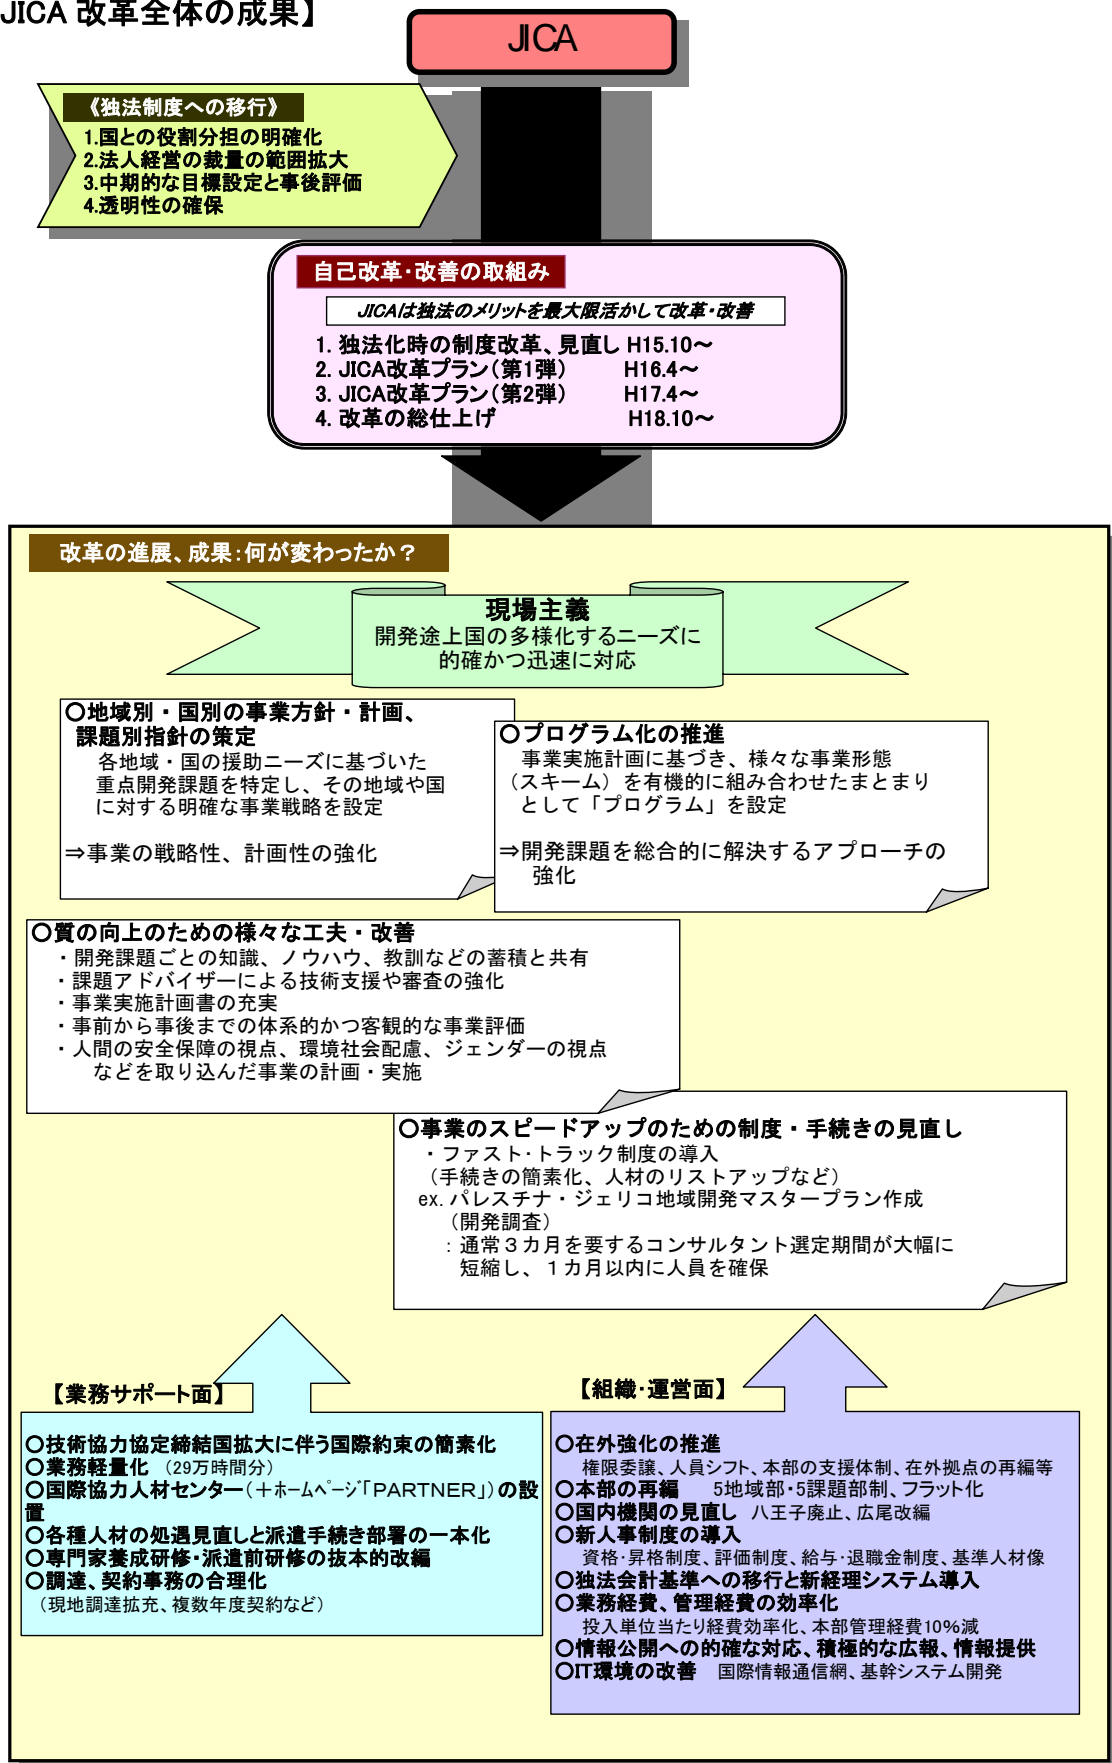 JICA 改革全体の成果】
JICA
《独法制度への移行》
1.国との役割分担の明確化
2.法人経営の裁量の範囲拡大
3.中期的な目標設定と事後評価
4.透明性の確保
自己改革・改善の取組み
JICAは独法のメリットを最大限活かして改革・改善
1. 独法化時の制度改革、見直し H15.10～
2. JICA改革プラン（第1弾） H16.4～
3. JICA改革プラン（第2弾） H17.4～
4. 改革の総仕上げ H18.10～
改革の進展、成果：何が変わったか？
現場主義
開発途上国の多様化するニーズに
的確かつ迅速に対応
○地域別・国別の事業方針・計画、
課題別指針の策定
各地域・国の援助ニーズに基づいた
重点開発課題を特定し、その地域や国
に対する明確な事業戦略を設定
⇒事業の戦略性、計画性の強化
○プログラム化の推進
事業実施計画に基づき、様々な事業形態
（スキーム）を有機的に組み合わせたまとまり
として「プログラム」を設定
⇒開発課題を総合的に解決するアプローチの
強化
○質の向上のための様々な工夫・改善
・開発課題ごとの知識、ノウハウ、教訓などの蓄積と共有
・課題アドバイザーによる技術支援や審査の強化
・事業実施計画書の充実
・事前から事後までの体系的かつ客観的な事業評価
・人間の安全保障の視点、環境社会配慮、ジェンダーの視点
などを取り込んだ事業の計画・実施
○事業のスピードアップのための制度・手続きの見直し
・ファスト・トラック制度の導入
（手続きの簡素化、人材のリストアップなど）
ex. パレスチナ・ジェリコ地域開発マスタープラン作成
（開発調査）
：通常３カ月を要するコンサルタント選定期間が大幅に
短縮し、１カ月以内に人員を確保
【業務サポート面】
○技術協力協定締結国拡大に伴う国際約束の簡素化
○業務軽量化 （29万時間分）
○国際協力人材センター（＋ホームページ「PARTNER」）の設
置
○各種人材の処遇見直しと派遣手続き部署の一本化
○専門家養成研修・派遣前研修の抜本的改編
○調達、契約事務の合理化
（現地調達拡充、複数年度契約など）
【組織・運営面】
○在外強化の推進
権限委譲、人員シフト、本部の支援体制、在外拠点の再編等
○本部の再編 5地域部・5課題部制、フラット化
○国内機関の見直し 八王子廃止、広尾改編
○新人事制度の導入
資格・昇格制度、評価制度、給与・退職金制度、基準人材像
○独法会計基準への移行と新経理システム導入
○業務経費、管理経費の効率化
投入単位当たり経費効率化、本部管理経費10%減
○情報公開への的確な対応、積極的な広報、情報提供
○IT環境の改善 国際情報通信網、基幹システム開発